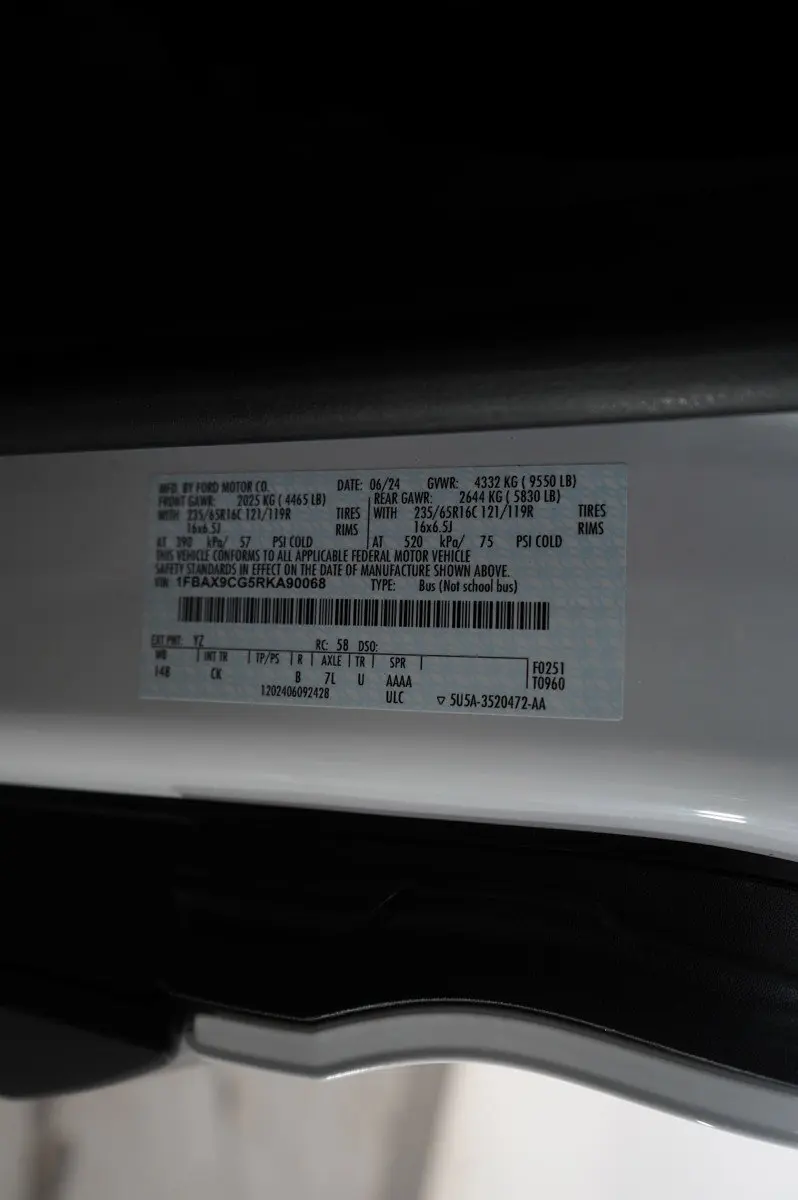 MFD. BY FORD MOTOR CO. DATE: 06/24 GVWR: 4332 KG ( 9550 LB)
FRONT GAWR: 2025 KG ( 4465 LB) REAR GAWR: 2644 KG ( 5830 LB)
WITH 235/65R16C 121/119R TIRES WITH 235/65R16C 121/119R TIRES
16x6.5J RIMS 16x6.5J RIMS
AT 390 kPa/ 57 PSI COLD AT 520 kPa/ 75 PSI COLD
THIS VEHICLE CONFORMS TO ALL APPLICABLE FEDERAL MOTOR VEHICLE
SAFETY STANDARDS IN EFFECT ON THE DATE OF MANUFACTURE SHOWN ABOVE.
VIN: 1FBAX9CG5RKA90068 TYPE: Bus (Not school bus)
EXT PNT: YZ RC: 58 DSO:
WB INT TR TP/PS R AXLE TR SPR F0251
148 CK B 7L U AAAA T0960
1202406092428 ULC ▽ 5U5A-3520472-AA